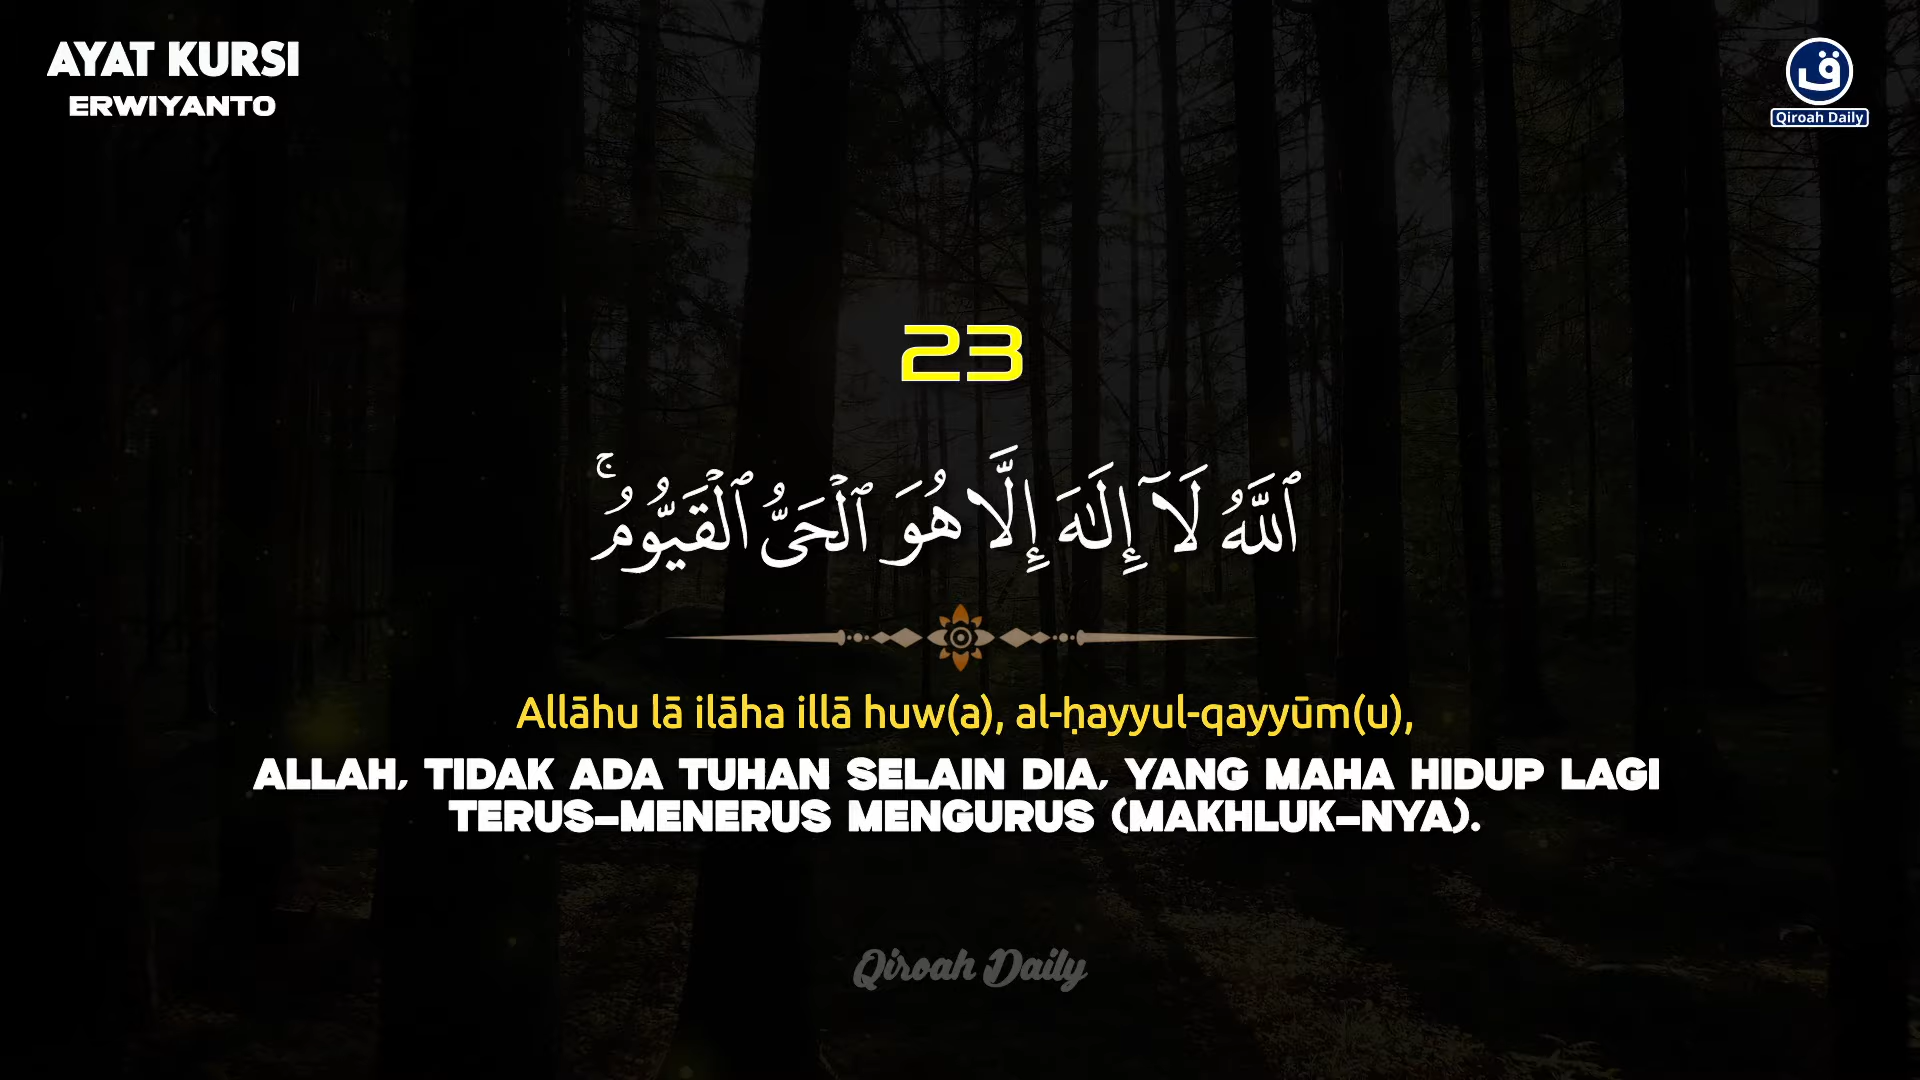 AYAT KURSI
ERWIYANTO
ق
Qiroah Daily
23
ٱللَّهُ لَآ إِلَـٰهَ إِلَّا هُوَ ٱلْحَىُّ ٱلْقَيُّومُ ۚ
Allāhu lā ilāha illā huw(a), al-ḥayyul-qayyūm(u),
ALLAH, TIDAK ADA TUHAN SELAIN DIA, YANG MAHA HIDUP LAGI
TERUS-MENERUS MENGURUS (MAKHLUK-NYA).
Qiroah Daily